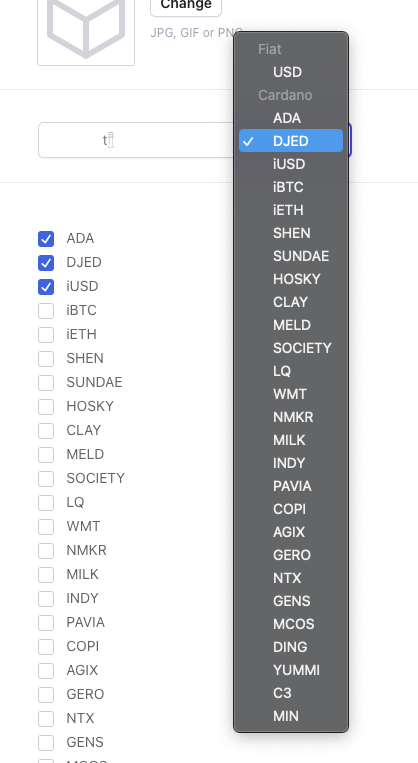 Change
JPG, GIF or PNG
Fiat
USD
Cardano
ADA
DJED
iUSD
iBTC
iETH
SHEN
SUNDAE
HOSKY
CLAY
MELD
SOCIETY
LQ
WMT
NMKR
MILK
INDY
PAVIA
COPI
AGIX
GERO
NTX
GENS
MCOS
DING
YUMMI
C3
MIN
ADA
DJED
iUSD
iBTC
iETH
SHEN
SUNDAE
HOSKY
CLAY
MELD
SOCIETY
LQ
WMT
NMKR
MILK
INDY
PAVIA
COPI
AGIX
GERO
NTX
GENS
MCOS